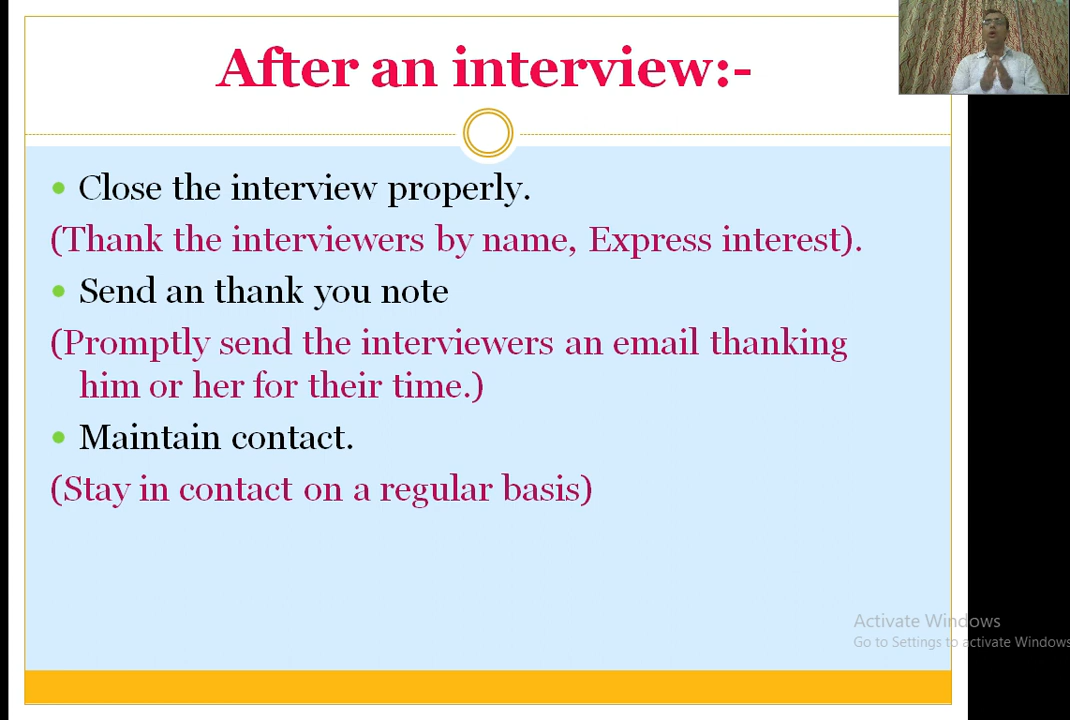 After an interview:-
Close the interview properly.
(Thank the interviewers by name, Express interest).
Send an thank you note
(Promptly send the interviewers an email thanking
him or her for their time.)
Maintain contact.
(Stay in contact on a regular basis)
Activate Windows
Go to Settings to activate Windows